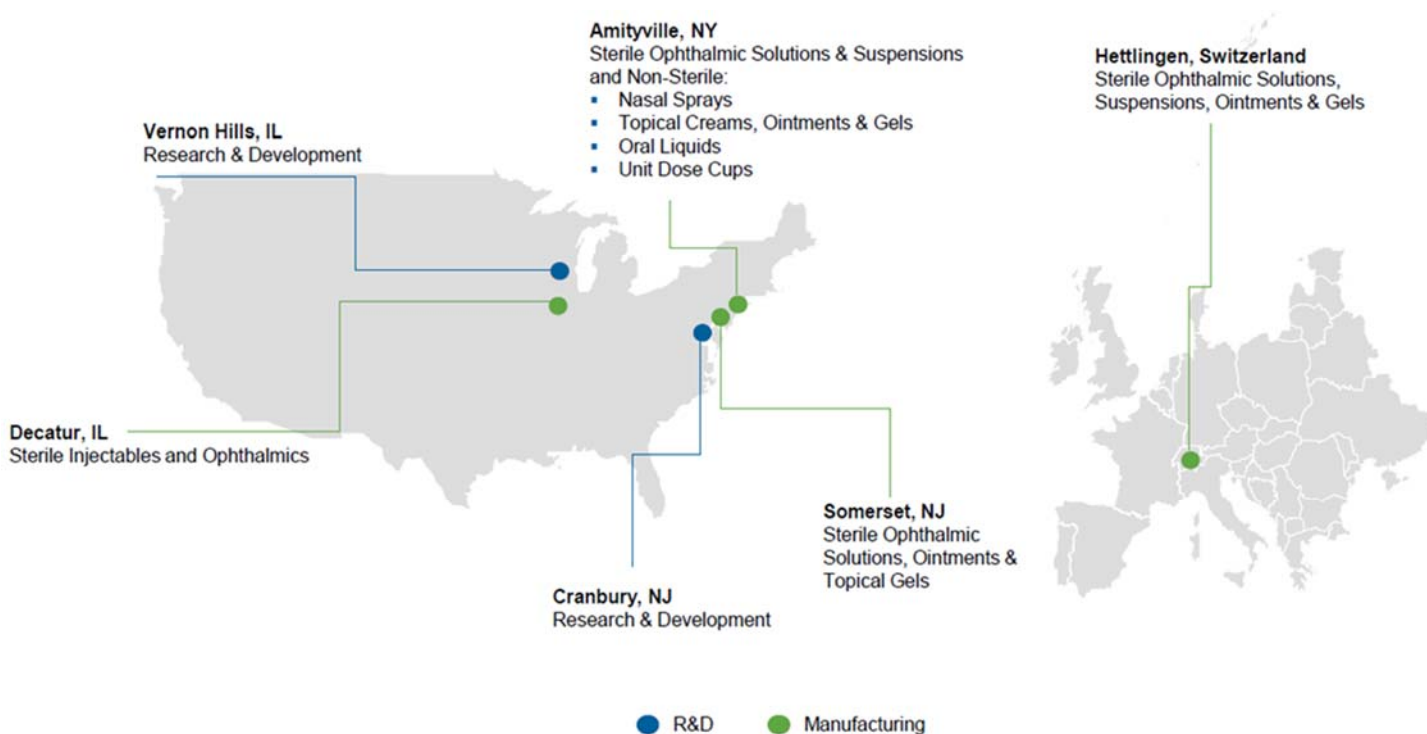 Amityville, NY
Sterile Ophthalmic Solutions & Suspensions
and Non-Sterile:
▪ Nasal Sprays
▪ Topical Creams, Ointments & Gels
▪ Oral Liquids
▪ Unit Dose Cups
Hettlingen, Switzerland
Sterile Ophthalmic Solutions,
Suspensions, Ointments & Gels
Vernon Hills, IL
Research & Development
Decatur, IL
Sterile Injectables and Ophthalmics
Somerset, NJ
Sterile Ophthalmic
Solutions, Ointments &
Topical Gels
Cranbury, NJ
Research & Development
R&D
Manufacturing